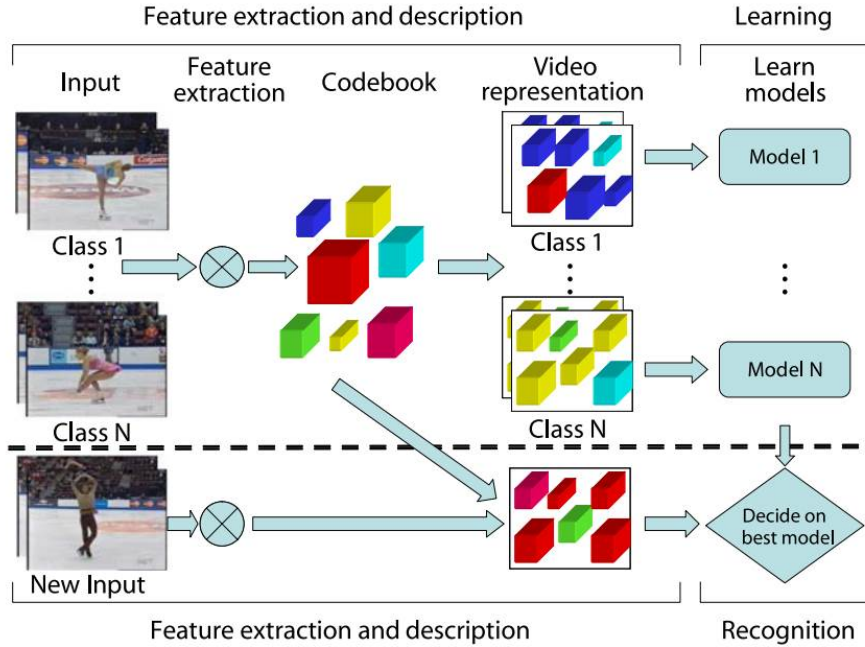 Feature extraction and description
Learning
Input
Feature
extraction
Codebook
Video
representation
Learn
models
Class 1
Class 1
Model 1
Class N
Class N
Model N
New Input
Decide on
best model
Feature extraction and description
Recognition